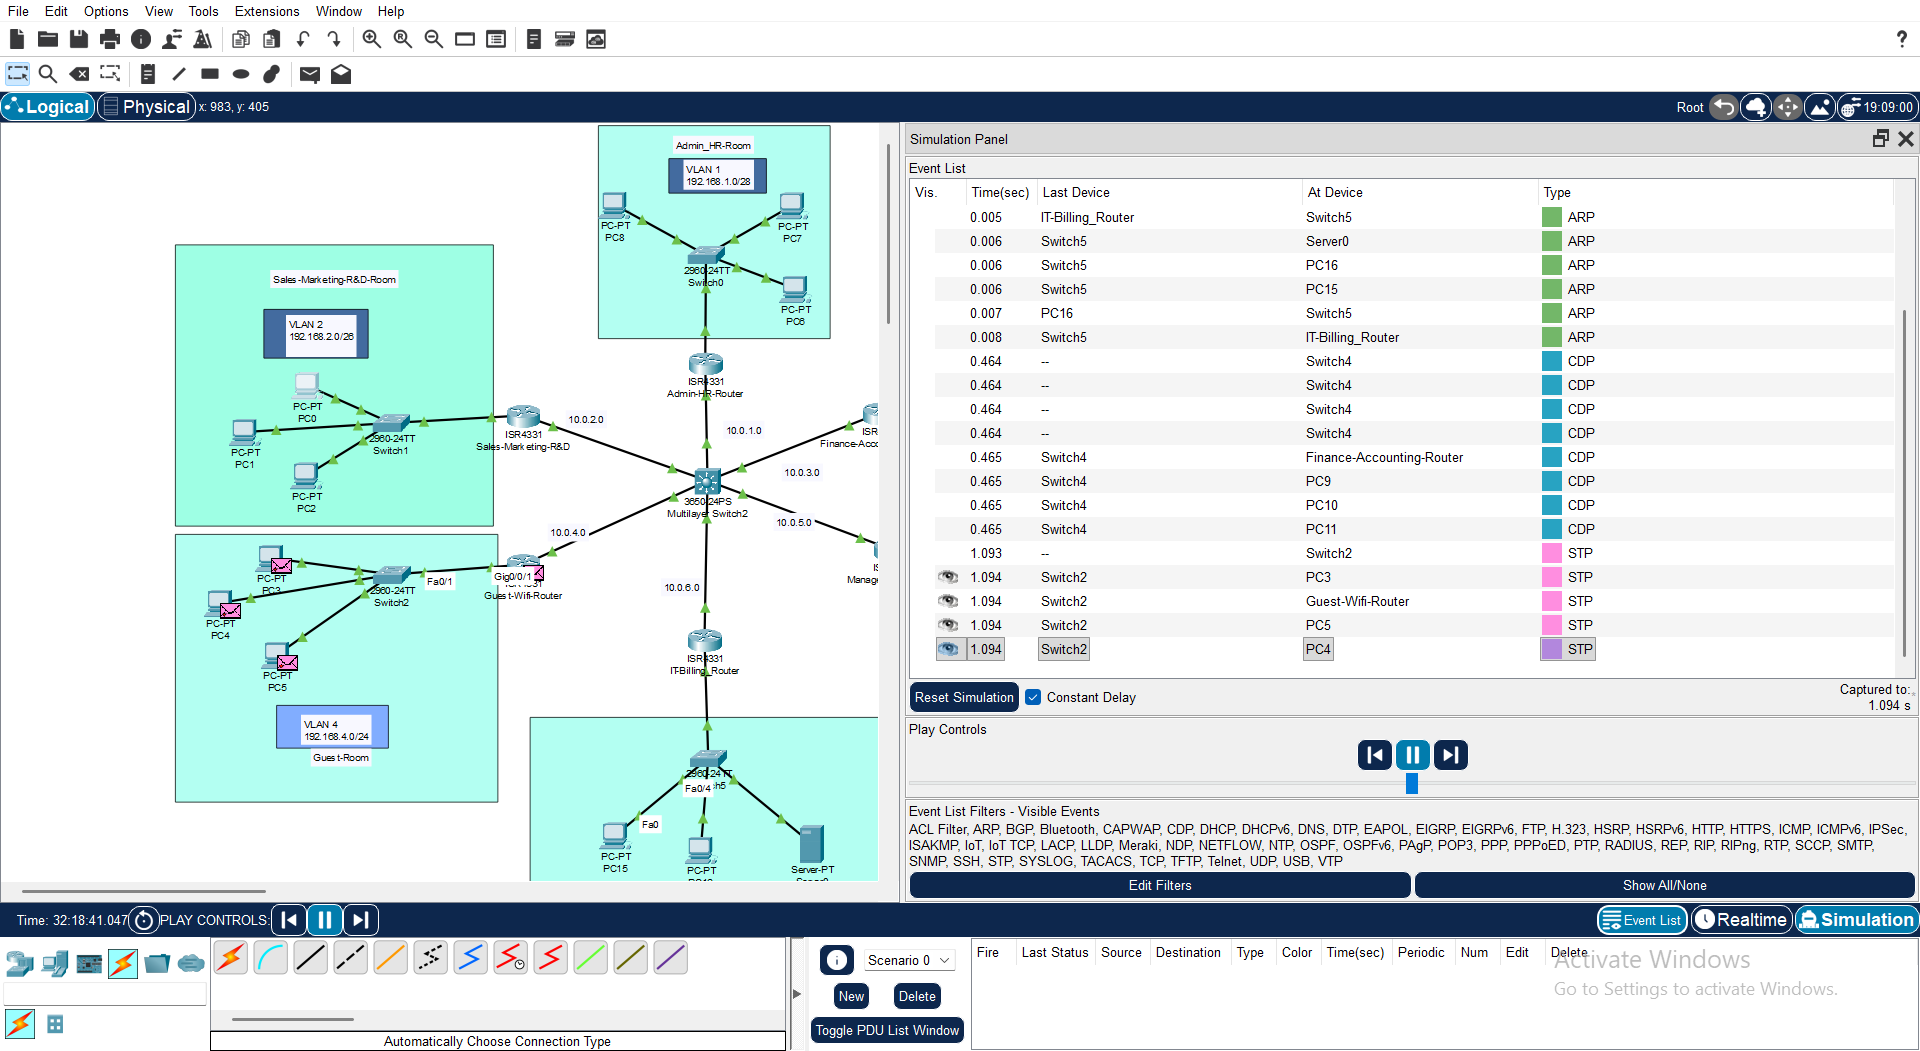 File Edit Options View Tools Extensions Window Help
?
Logical Physical x: 983, y: 405
Root 19:09:00
Admin_HR-Room
VLAN 1
192.168.1.0/28
PC-PT
PC8
PC-PT
PC7
2960-24TT
Switch0
PC-PT
PC6
Sales-Marketing-R&D-Room
VLAN 2
192.168.2.0/26
PC-PT
PC0
PC-PT
PC1
2960-24TT
Switch1
PC-PT
PC2
ISR4331
Sales-Marketing-R&D
10.0.2.0
ISR4331
Admin-HR-Router
10.0.1.0
ISR
Finance-Acco
10.0.3.0
3650-24PS
Multilayer Switch2
10.0.5.0
10.0.4.0
Manage
10.0.6.0
PC-PT
PC3
PC-PT
PC4
2960-24TT
Switch2
Fa0/1
Gig0/0/1
Guest-Wifi-Router
PC-PT
PC5
VLAN 4
192.168.4.0/24
Guest-Room
ISR4331
IT-Billing_Router
2960-24TT
Fa0/4
Fa0
PC-PT
PC15
PC-PT
Server-PT
Simulation Panel
Event List
Vis. Time(sec) Last Device At Device Type
0.005 IT-Billing_Router Switch5 ARP
0.006 Switch5 Server0 ARP
0.006 Switch5 PC16 ARP
0.006 Switch5 PC15 ARP
0.007 PC16 Switch5 ARP
0.008 Switch5 IT-Billing_Router ARP
0.464 -- Switch4 CDP
0.464 -- Switch4 CDP
0.464 -- Switch4 CDP
0.464 -- Switch4 CDP
0.465 Switch4 Finance-Accounting-Router CDP
0.465 Switch4 PC9 CDP
0.465 Switch4 PC10 CDP
0.465 Switch4 PC11 CDP
1.093 -- Switch2 STP
1.094 Switch2 PC3 STP
1.094 Switch2 Guest-Wifi-Router STP
1.094 Switch2 PC5 STP
1.094 Switch2 PC4 STP
Reset Simulation Constant Delay
Captured to:
1.094 s
Play Controls
Event List Filters - Visible Events
ACL Filter, ARP, BGP, Bluetooth, CAPWAP, CDP, DHCP, DHCPv6, DNS, DTP, EAPOL, EIGRP, EIGRPv6, FTP, H.323, HSRP, HSRPv6, HTTP, HTTPS, ICMP, ICMPv6, IPSec,
ISAKMP, IoT, IoT TCP, LACP, LLDP, Meraki, NDP, NETFLOW, NTP, OSPF, OSPFv6, PAgP, POP3, PPP, PPPoED, PTP, RADIUS, REP, RIP, RIPng, RTP, SCCP, SMTP,
SNMP, SSH, STP, SYSLOG, TACACS, TCP, TFTP, Telnet, UDP, USB, VTP
Edit Filters Show All/None
Time: 32:18:41.047 PLAY CONTROLS:
Event List Realtime Simulation
Scenario 0
New Delete
Toggle PDU List Window
Automatically Choose Connection Type
Fire Last Status Source Destination Type Color Time(sec) Periodic Num Edit Delete
Activate Windows
Go to Settings to activate Windows.